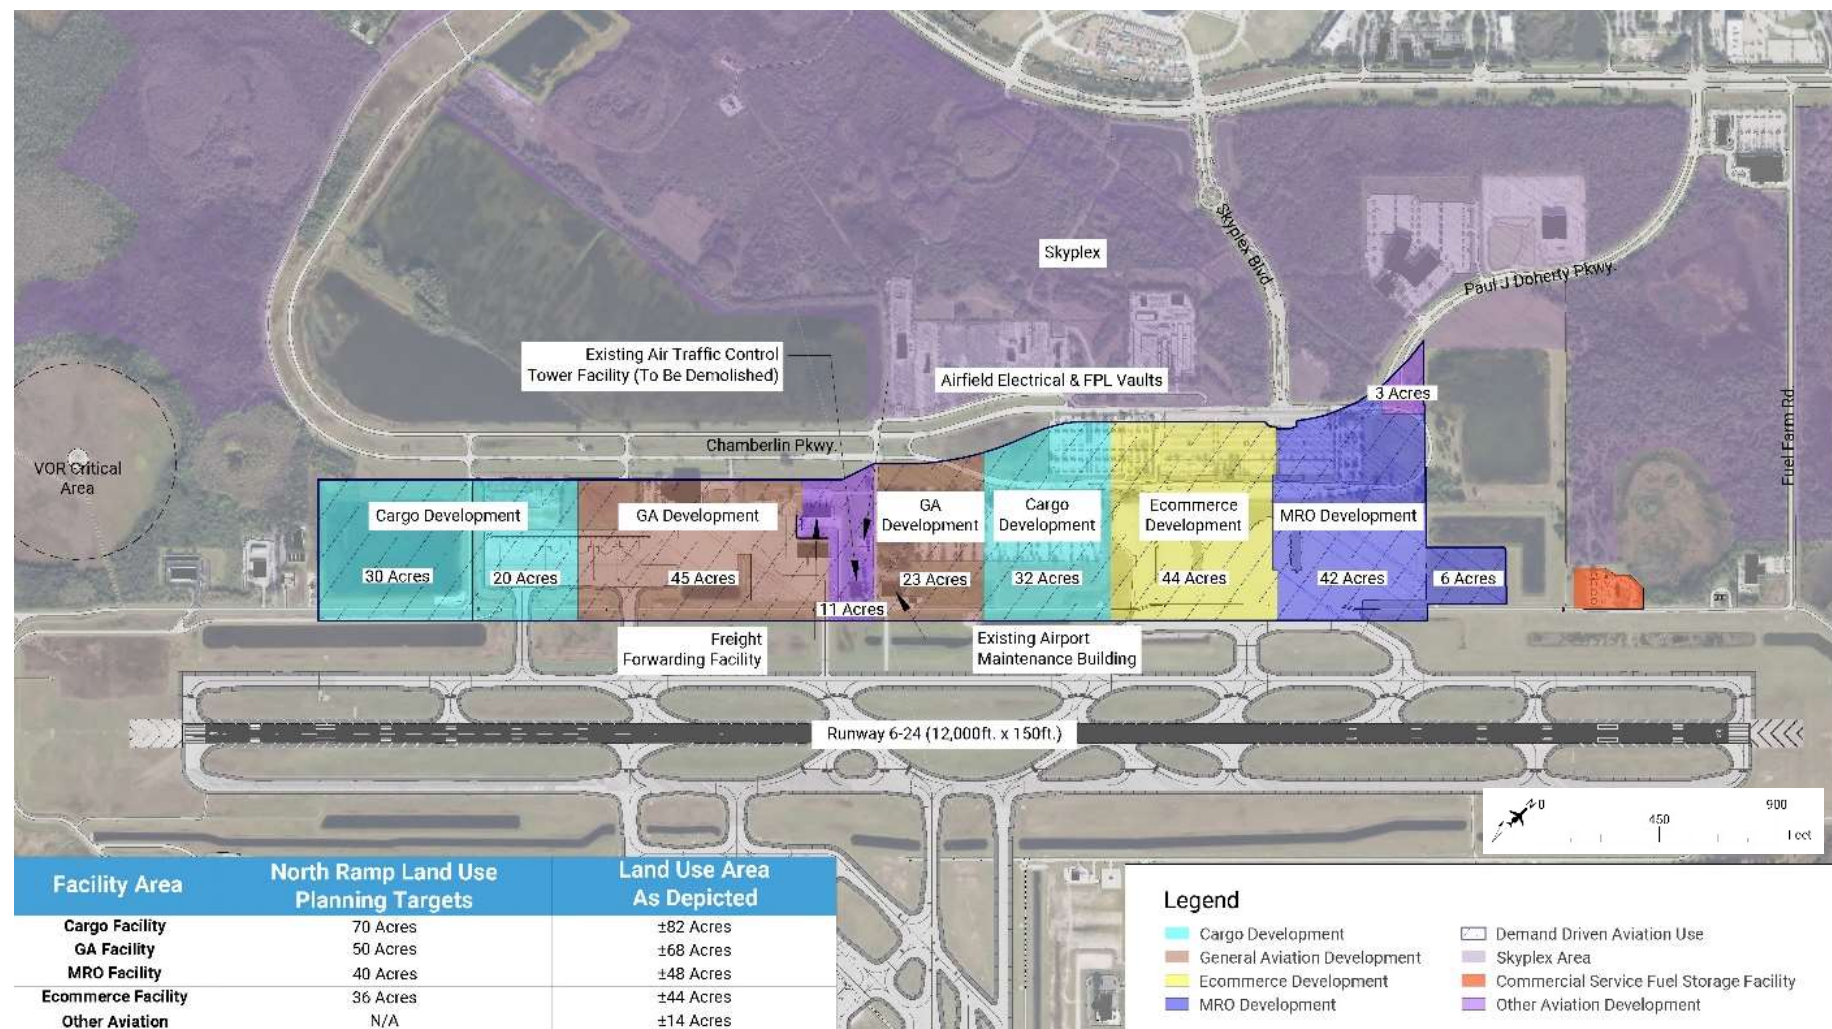 Skyplex
Skyplex Blvd.
Paul J Doherty Pkwy.
Existing Air Traffic Control
Tower Facility (To Be Demolished)
Airfield Electrical & FPL Vaults
3 Acres
Fuel Farm Rd.
Chamberlin Pkwy.
VOR Critical
Area
Cargo Development
GA Development
GA
Development
Cargo
Development
Ecommerce
Development
MRO Development
30 Acres
20 Acres
45 Acres
11 Acres
23 Acres
32 Acres
44 Acres
42 Acres
6 Acres
Freight
Forwarding Facility
Existing Airport
Maintenance Building
Runway 6-24 (12,000ft. x 150ft.)
0 450 900
Feet
Facility Area North Ramp Land Use Planning Targets Land Use Area As Depicted
Cargo Facility 70 Acres ±82 Acres
GA Facility 50 Acres ±68 Acres
MRO Facility 40 Acres ±48 Acres
Ecommerce Facility 36 Acres ±44 Acres
Other Aviation N/A ±14 Acres
Legend
Cargo Development
General Aviation Development
Ecommerce Development
MRO Development
Demand Driven Aviation Use
Skyplex Area
Commercial Service Fuel Storage Facility
Other Aviation Development